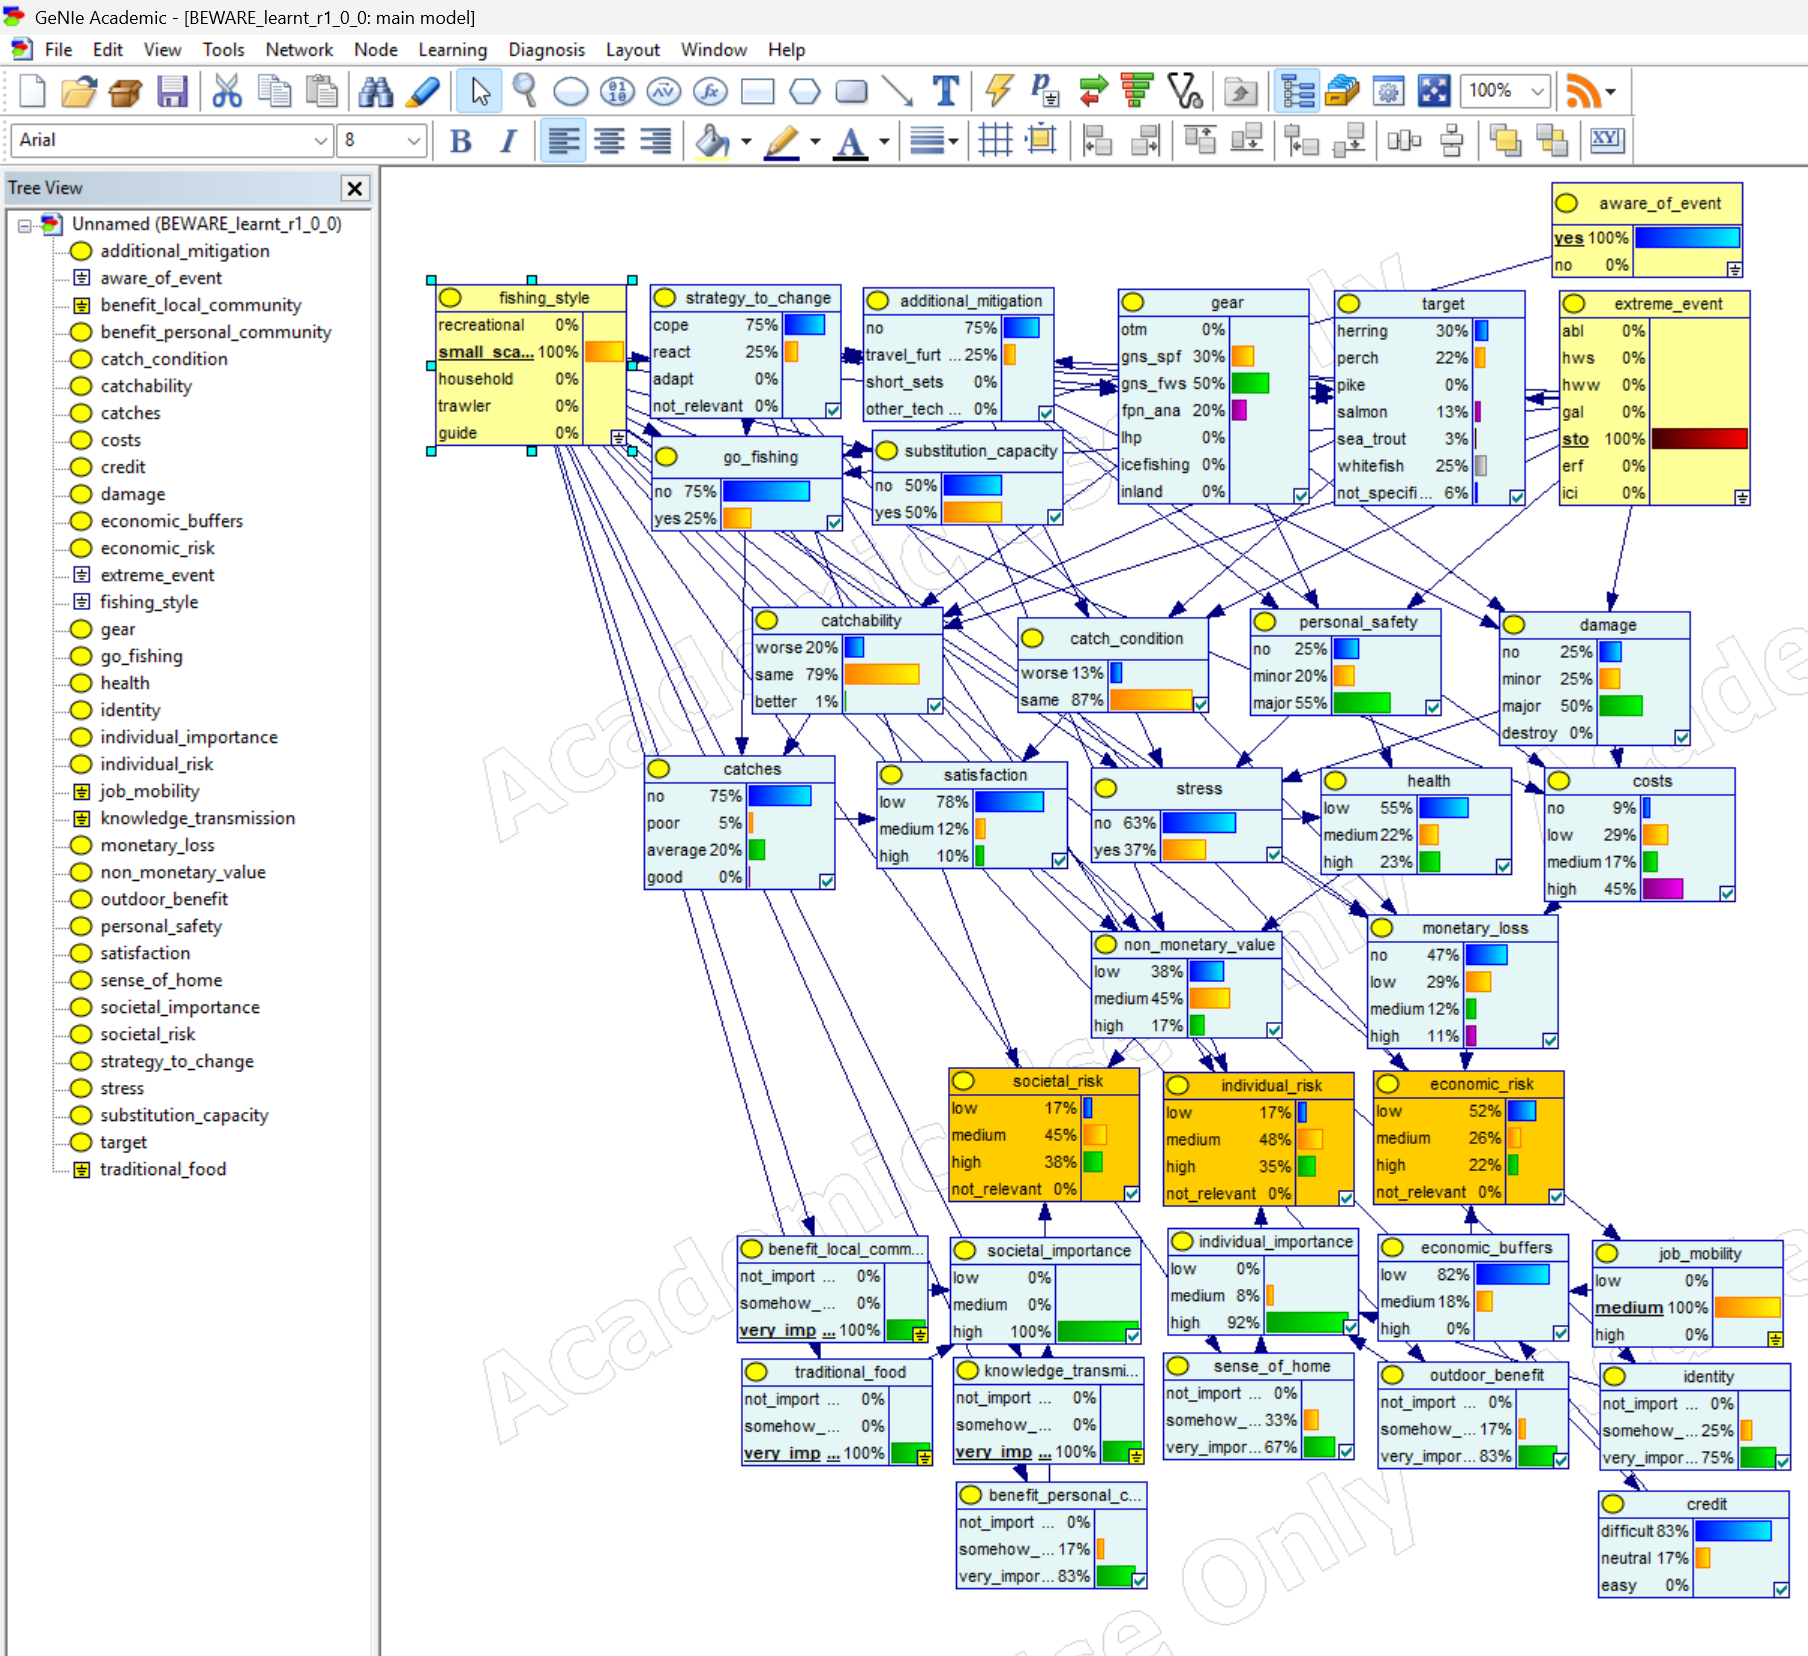 GeNIe Academic - [BEWARE_learnt_r1_0_0: main model]
File Edit View Tools Network Node Learning Diagnosis Layout Window Help
100%
Arial 8 B I A
Tree View
Unnamed (BEWARE_learnt_r1_0_0)
additional_mitigation
aware_of_event
benefit_local_community
benefit_personal_community
catch_condition
catchability
catches
costs
credit
damage
economic_buffers
economic_risk
extreme_event
fishing_style
gear
go_fishing
health
identity
individual_importance
individual_risk
job_mobility
knowledge_transmission
monetary_loss
non_monetary_value
outdoor_benefit
personal_safety
satisfaction
sense_of_home
societal_importance
societal_risk
strategy_to_change
stress
substitution_capacity
target
traditional_food
aware_of_event
yes 100%
no 0%
fishing_style
recreational 0%
small_sca... 100%
household 0%
trawler 0%
guide 0%
strategy_to_change
cope 75%
react 25%
adapt 0%
not_relevant 0%
additional_mitigation
no 75%
travel_furt ... 25%
short_sets 0%
other_tech ... 0%
gear
otm 0%
gns_spf 30%
gns_fws 50%
fpn_ana 20%
lhp 0%
icefishing 0%
inland 0%
target
herring 30%
perch 22%
pike 0%
salmon 13%
sea_trout 3%
whitefish 25%
not_specifi... 6%
extreme_event
abl 0%
hws 0%
hww 0%
gal 0%
sto 100%
erf 0%
ici 0%
go_fishing
no 75%
yes 25%
substitution_capacity
no 50%
yes 50%
catchability
worse 20%
same 79%
better 1%
catch_condition
worse 13%
same 87%
personal_safety
no 25%
minor 20%
major 55%
damage
no 25%
minor 25%
major 50%
destroy 0%
catches
no 75%
poor 5%
average 20%
good 0%
satisfaction
low 78%
medium 12%
high 10%
stress
no 63%
yes 37%
health
low 55%
medium 22%
high 23%
costs
no 9%
low 29%
medium 17%
high 45%
non_monetary_value
low 38%
medium 45%
high 17%
monetary_loss
no 47%
low 29%
medium 12%
high 11%
societal_risk
low 17%
medium 45%
high 38%
not_relevant 0%
individual_risk
low 17%
medium 48%
high 35%
not_relevant 0%
economic_risk
low 52%
medium 26%
high 22%
not_relevant 0%
benefit_local_comm...
not_import ... 0%
somehow_... 0%
very_imp ... 100%
societal_importance
low 0%
medium 0%
high 100%
individual_importance
low 0%
medium 8%
high 92%
economic_buffers
low 82%
medium 18%
high 0%
job_mobility
low 0%
medium 100%
high 0%
traditional_food
not_import ... 0%
somehow_... 0%
very_imp ... 100%
knowledge_transmi...
not_import ... 0%
somehow_... 0%
very_imp ... 100%
sense_of_home
not_import ... 0%
somehow_... 33%
very_impor... 67%
outdoor_benefit
not_import ... 0%
somehow_... 17%
very_impor... 83%
identity
not_import ... 0%
somehow_... 25%
very_impor... 75%
benefit_personal_c...
not_import ... 0%
somehow_... 17%
very_impor... 83%
credit
difficult 83%
neutral 17%
easy 0%